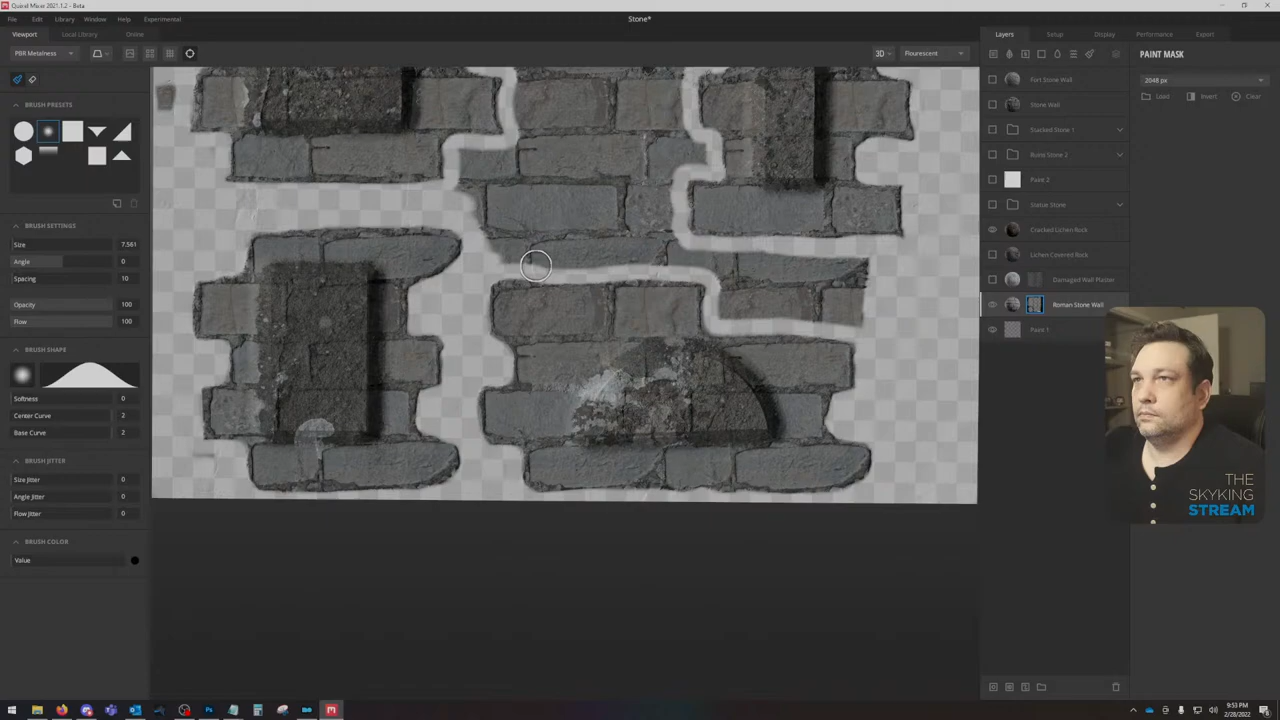 Quixel Mixer 2021.1.2 - Beta
File Edit Library Window Help Experimental
Stone*
Viewport Local Library Online
Layers Setup Display Performance Export
PBR Metalness
3D
Flourescent
PAINT MASK
2048 px
Load Invert Clear
BRUSH PRESETS
BRUSH SETTINGS
Size 7.561
Angle 0
Spacing 10
Opacity 100
Flow 100
BRUSH SHAPE
Softness 0
Center Curve 2
Base Curve 2
BRUSH JITTER
Size Jitter 0
Angle Jitter 0
Flow Jitter 0
BRUSH COLOR
Value
Fort Stone Wall
Stone Wall
Stacked Stone 1
Ruins Stone 2
Paint 2
Statue Stone
Cracked Lichen Rock
Lichen Covered Rock
Damaged Wall Plaster
Roman Stone Wall
Paint 1
THE
SKYKING
STREAM
9:53 PM
2/28/2022